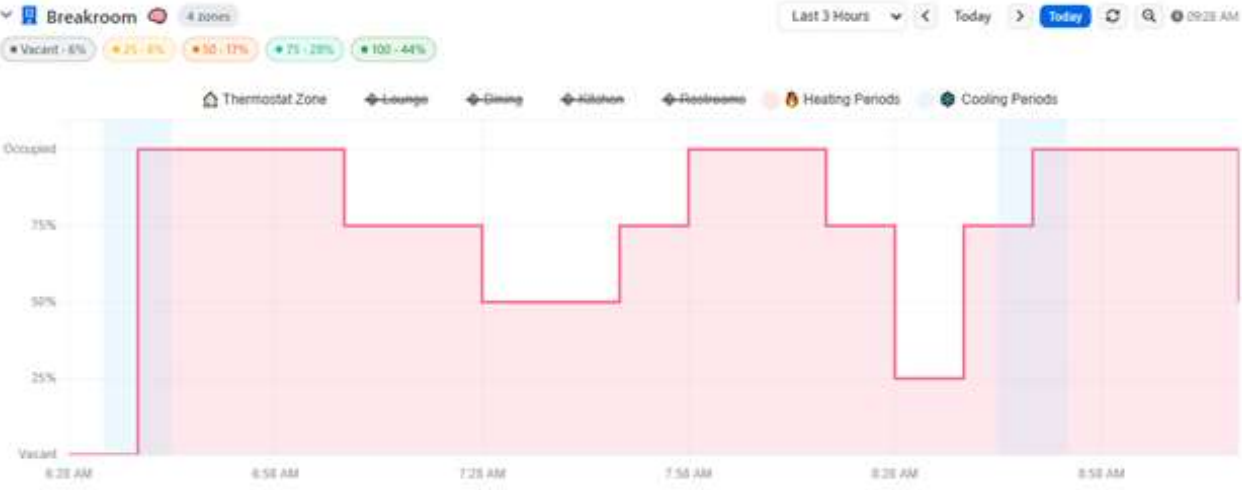 Breakroom 4 zones Last 3 Hours Today Today 09:28 AM
Vacant - 6% 25 - 6% 50 - 17% 75 - 28% 100 - 44%
Thermostat Zone Lounge Dining Kitchen Restrooms Heating Periods Cooling Periods
Occupied
75%
50%
25%
Vacant
6:28 AM 6:58 AM 7:28 AM 7:58 AM 8:28 AM 8:58 AM